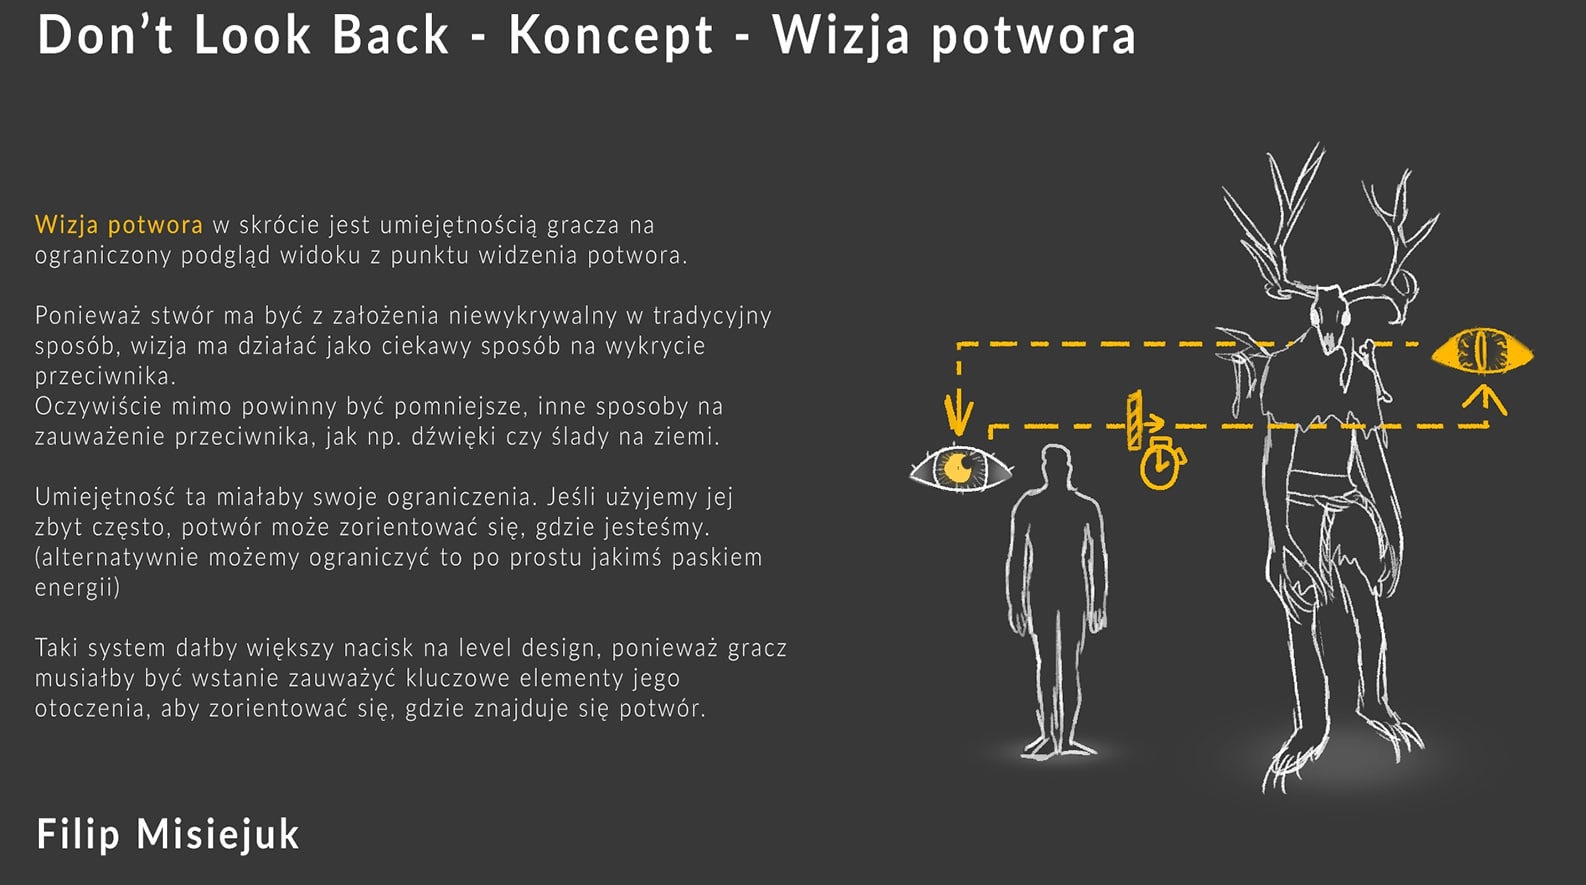 Don’t Look Back - Koncept - Wizja potwora
Wizja potwora w skrócie jest umiejętnością gracza na
ograniczony podgląd widoku z punktu widzenia potwora.
Ponieważ stwór ma być z założenia niewykrywalny w tradycyjny
sposób, wizja ma działać jako ciekawy sposób na wykrycie
przeciwnika.
Oczywiście mimo powinny być pomniejsze, inne sposoby na
zauważenie przeciwnika, jak np. dźwięki czy ślady na ziemi.
Umiejętność ta miałaby swoje ograniczenia. Jeśli użyjemy jej
zbyt często, potwór może zorientować się, gdzie jesteśmy.
(alternatywnie możemy ograniczyć to po prostu jakimś paskiem
energii)
Taki system dałby większy nacisk na level design, ponieważ gracz
musiałby być wstanie zauważyć kluczowe elementy jego
otoczenia, aby zorientować się, gdzie znajduje się potwór.
Filip Misiejuk